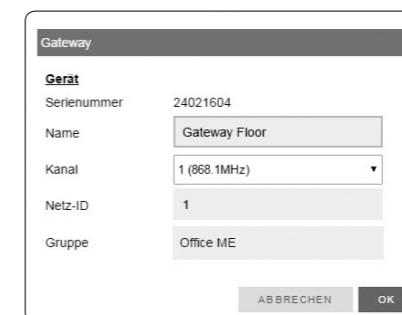 Gateway
Gerät
Serienummer 24021604
Name Gateway Floor
Kanal 1 (868.1MHz)
Netz-ID 1
Gruppe Office ME
ABBRECHEN OK